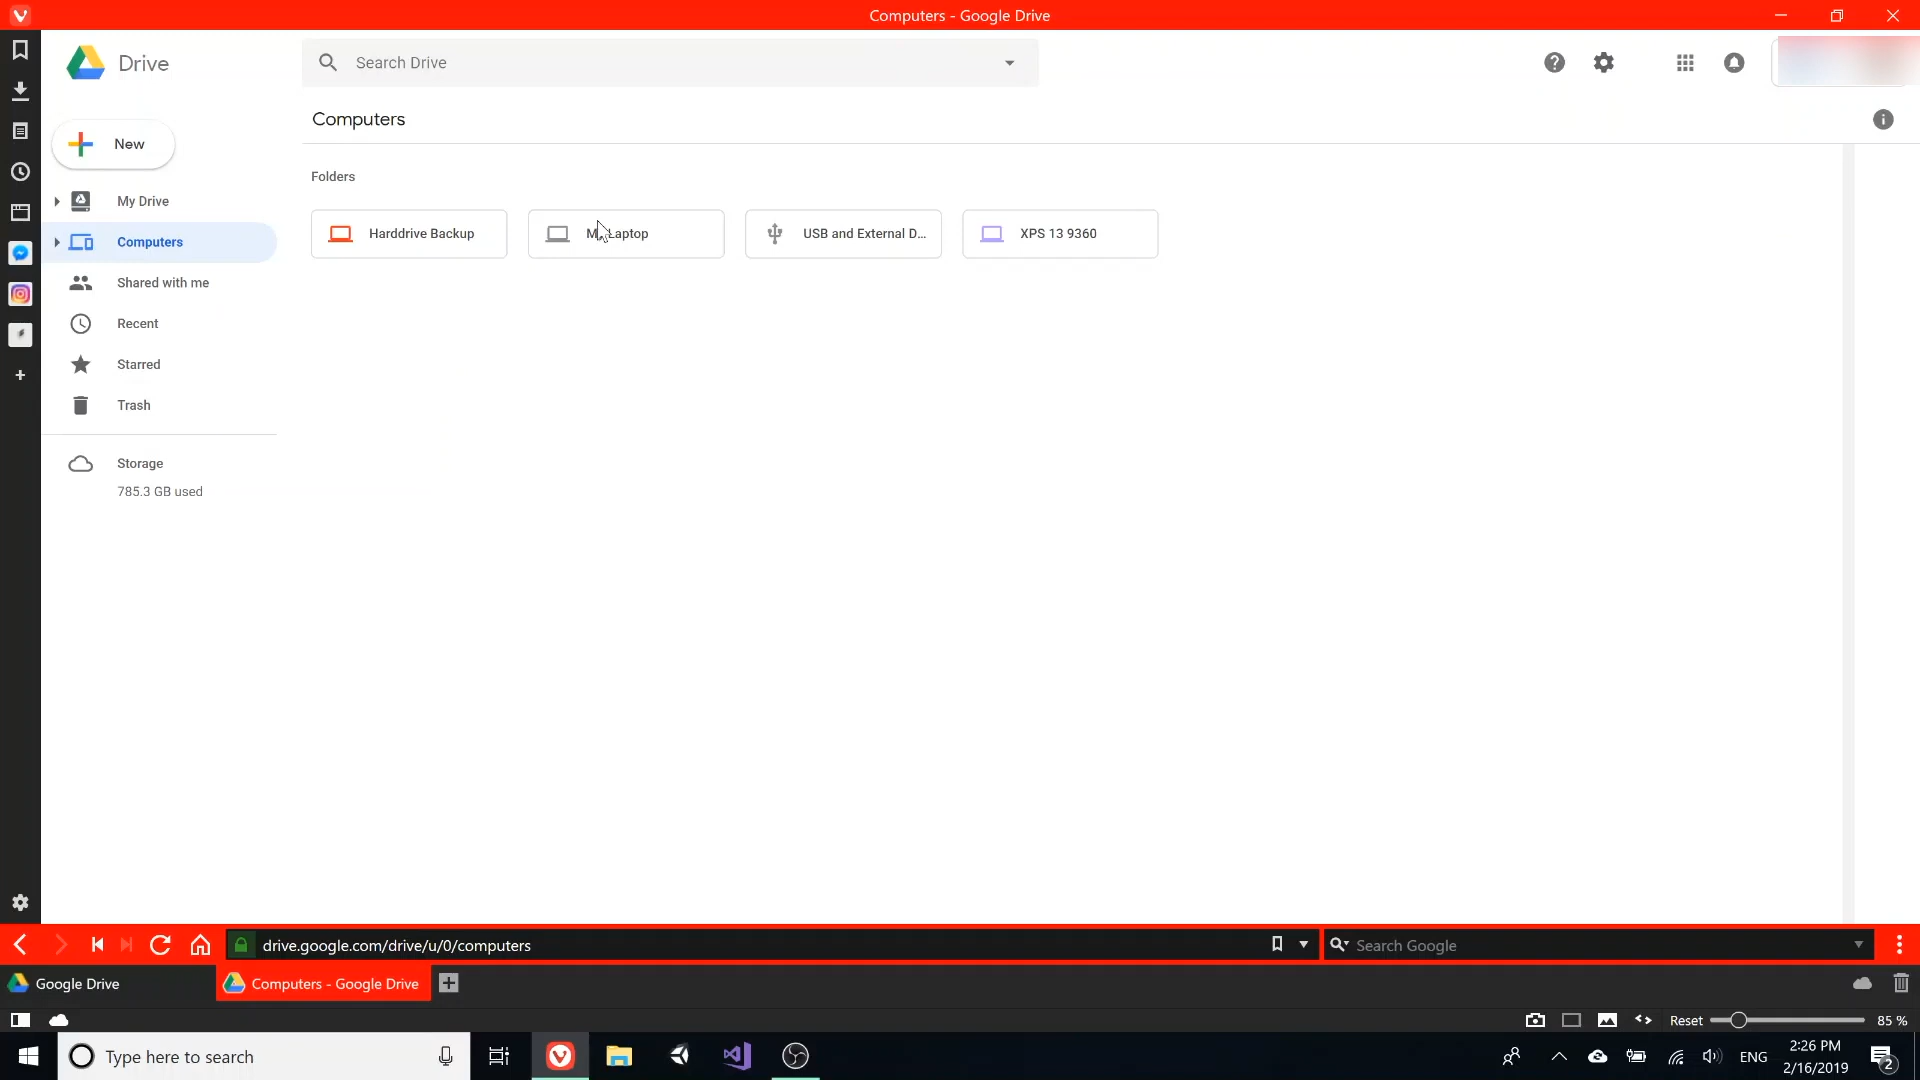 Computers - Google Drive
Drive
Search Drive
New
Computers
Folders
My Drive
Computers
Shared with me
Recent
Starred
Trash
Storage
785.3 GB used
Harddrive Backup
Laptop
USB and External D...
XPS 13 9360
drive.google.com/drive/u/0/computers
Search Google
Google Drive
Computers - Google Drive
Reset
85 %
Type here to search
ENG
2:26 PM
2/16/2019
2